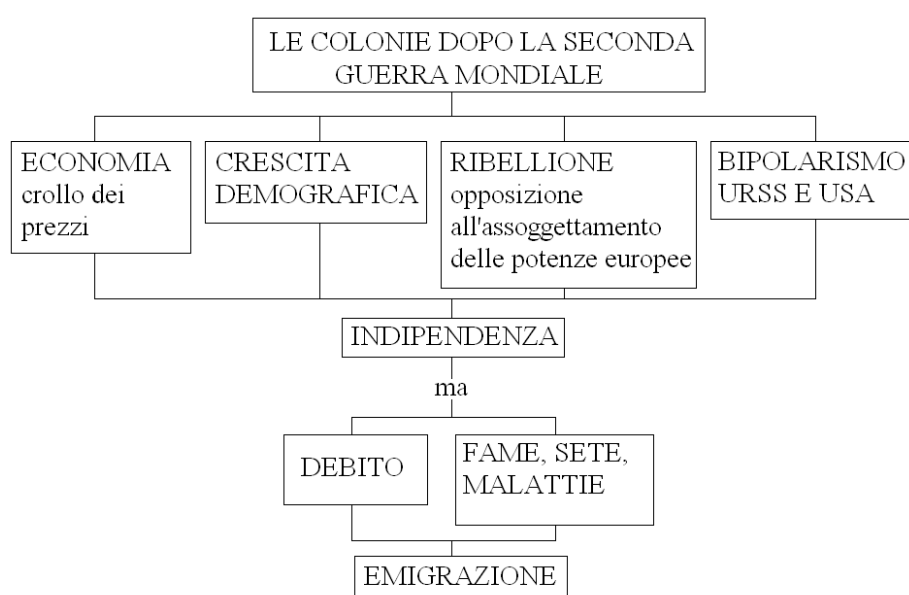 LE COLONIE DOPO LA SECONDA
GUERRA MONDIALE
ECONOMIA
crollo dei
prezzi
CRESCITA
DEMOGRAFICA
RIBELLIONE
opposizione
all'assoggettamento
delle potenze europee
BIPOLARISMO
URSS E USA
INDIPENDENZA
ma
DEBITO
FAME, SETE,
MALATTIE
EMIGRAZIONE